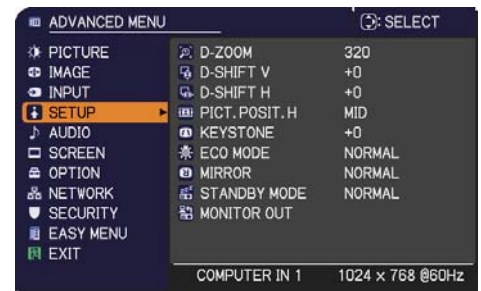 ADVANCED MENU : SELECT
PICTURE D-ZOOM 320
IMAGE D-SHIFT V +0
INPUT D-SHIFT H +0
SETUP PICT.POSIT.H MID
AUDIO KEYSTONE +0
SCREEN ECO MODE NORMAL
OPTION MIRROR NORMAL
NETWORK STANDBY MODE NORMAL
SECURITY MONITOR OUT
EASY MENU
EXIT
COMPUTER IN 1 1024 x 768 @60Hz